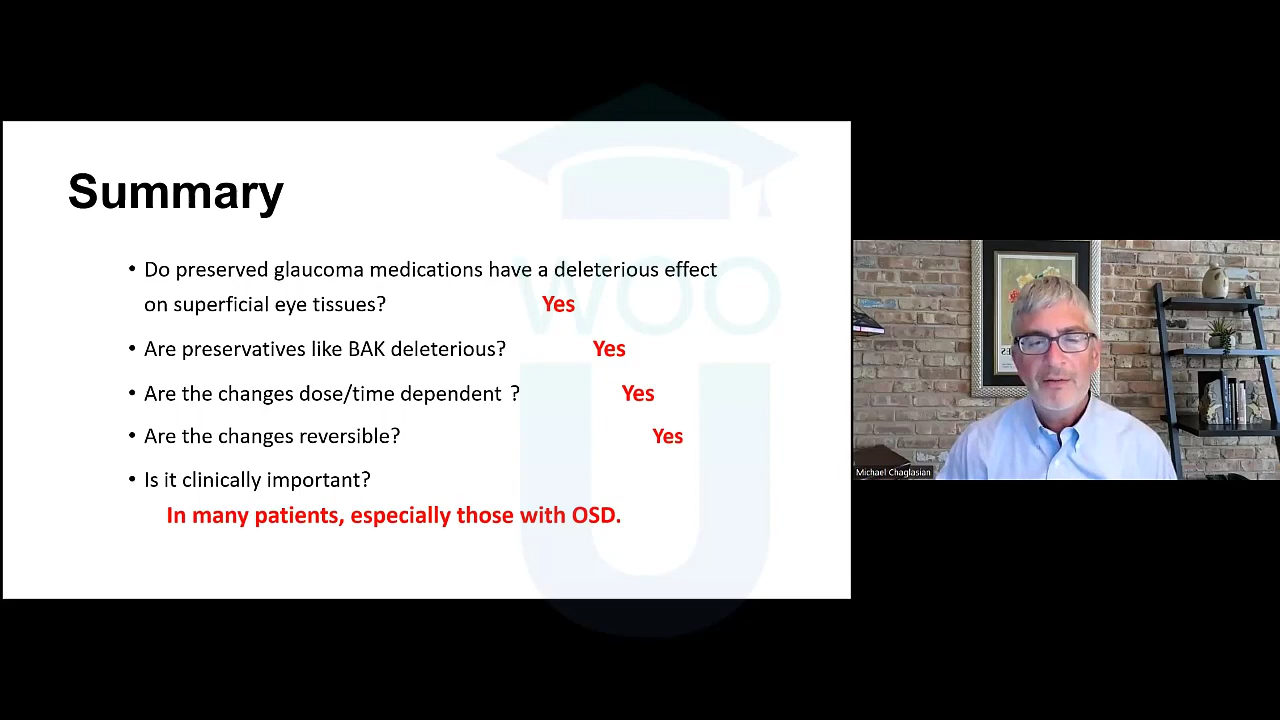 Summary
• Do preserved glaucoma medications have a deleterious effect
on superficial eye tissues? Yes
• Are preservatives like BAK deleterious? Yes
• Are the changes dose/time dependent ? Yes
• Are the changes reversible? Yes
• Is it clinically important?
In many patients, especially those with OSD.
WOO
U
Michael Chaglasian